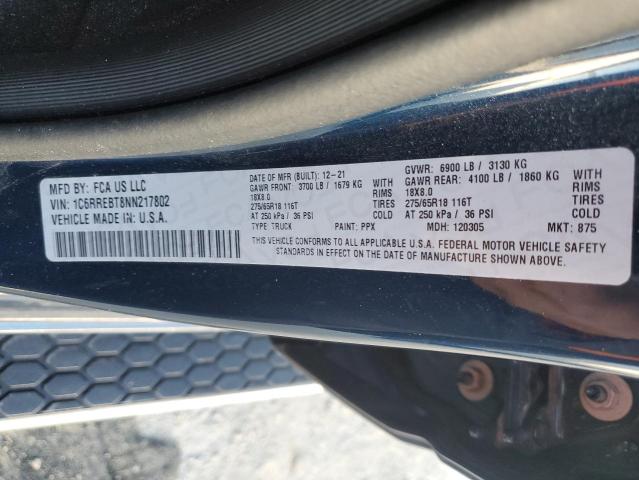 MFD BY: FCA US LLC
VIN: 1C6RREBT8NN217802
VEHICLE MADE IN U.S.A.
DATE OF MFR (BUILT): 12-21
GAWR FRONT: 3700 LB / 1679 KG WITH
18X8.0 RIMS
275/65R18 116T TIRES
AT 250 kPa / 36 PSI COLD
TYPE: TRUCK PAINT: PPX
GVWR: 6900 LB / 3130 KG
GAWR REAR: 4100 LB / 1860 KG WITH
18X8.0 RIMS
275/65R18 116T TIRES
AT 250 kPa / 36 PSI COLD
MDH: 120305 MKT: 875
THIS VEHICLE CONFORMS TO ALL APPLICABLE U.S.A. FEDERAL MOTOR VEHICLE SAFETY
STANDARDS IN EFFECT ON THE DATE OF MANUFACTURE SHOWN ABOVE.